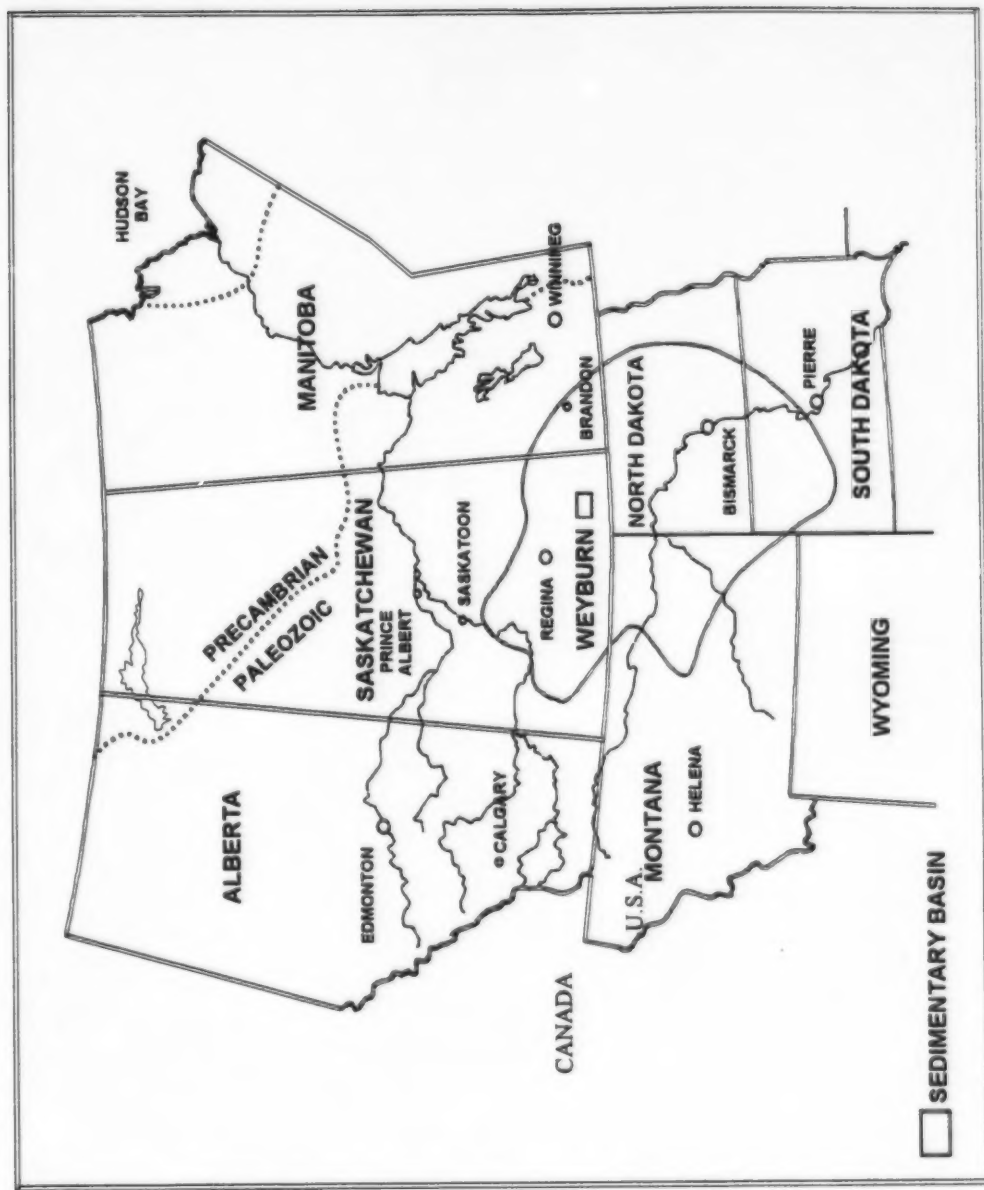 HUDSON
BAY
ALBERTA
PRECAMBRIAN
PALEOZOIC
MANITOBA
SASKATCHEWAN
PRINCE
ALBERT
EDMONTON
SASKATOON
CALGARY
REGINA
WINNIPEG
WEYBURN
BRANDON
CANADA
U.S.A.
MONTANA
HELENA
NORTH DAKOTA
BISMARCK
PIERRE
SOUTH DAKOTA
WYOMING
SEDIMENTARY BASIN